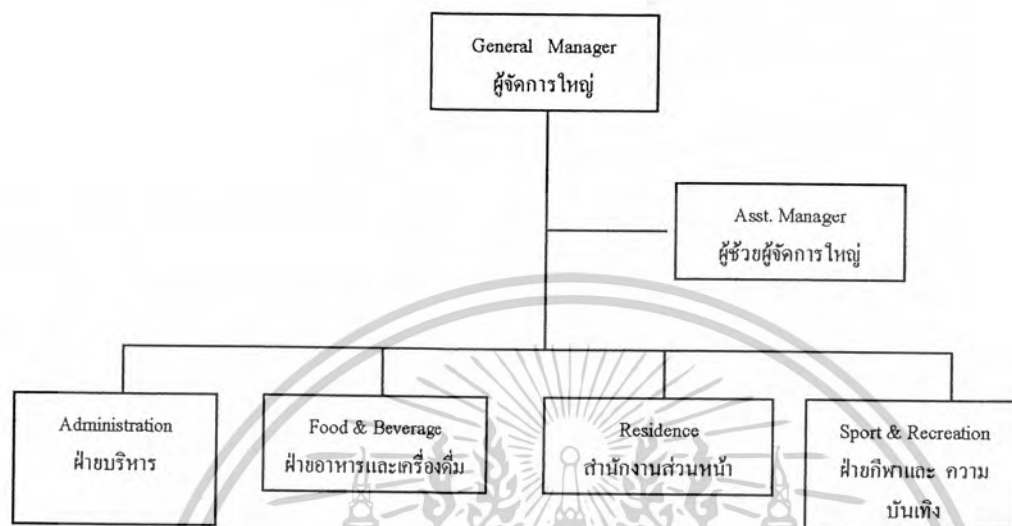 General Manager
ผู้จัดการใหญ่
Asst. Manager
ผู้ช่วยผู้จัดการใหญ่
Administration
ฝ่ายบริหาร
Food & Beverage
ฝ่ายอาหารและเครื่องดื่ม
Residence
สำนักงานส่วนหน้า
Sport & Recreation
ฝ่ายกีฬาและ ความ
บันเทิง